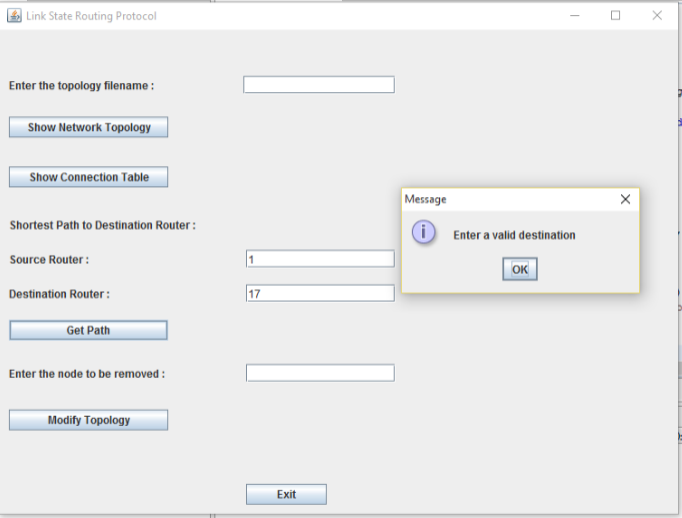 Link State Routing Protocol
Enter the topology filename :
Show Network Topology
Show Connection Table
Message
Enter a valid destination
OK
Shortest Path to Destination Router :
Source Router :
1
Destination Router :
17
Get Path
Enter the node to be removed :
Modify Topology
Exit